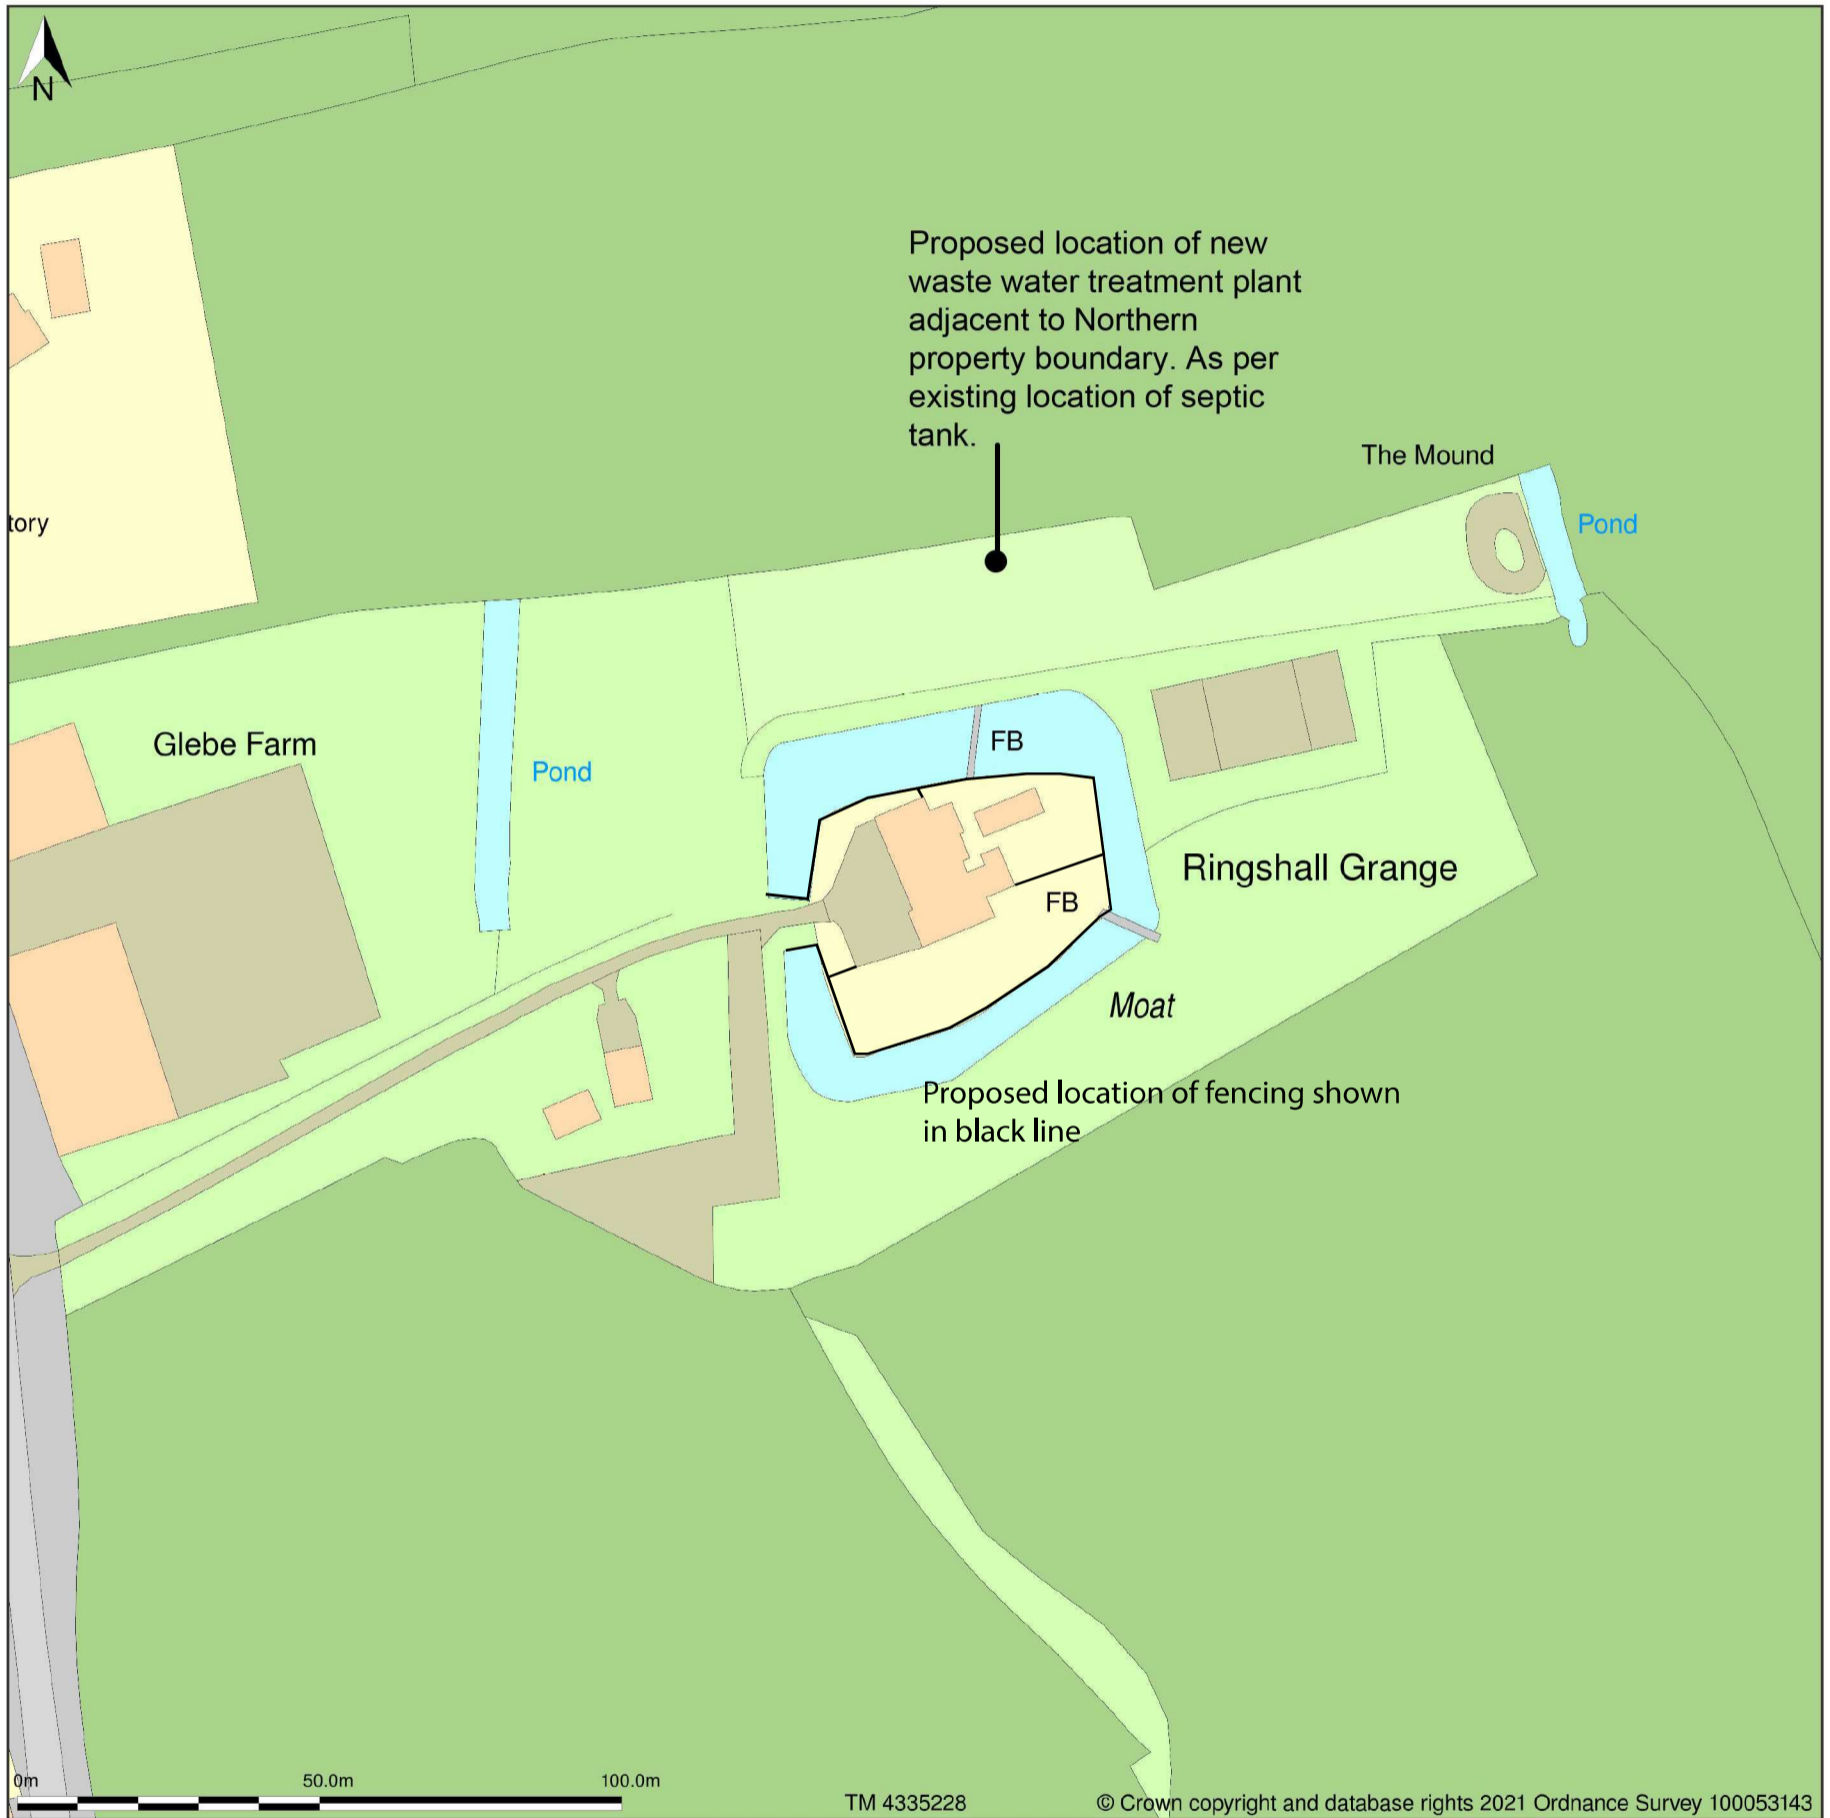 N
Proposed location of new
waste water treatment plant
adjacent to Northern
property boundary. As per
existing location of septic
tank.
The Mound
Pond
tory
Glebe Farm
Pond
FB
Ringshall Grange
FB
Moat
Proposed location of fencing shown
in black line
0m 50.0m 100.0m
TM 4335228 © Crown copyright and database rights 2021 Ordnance Survey 100053143